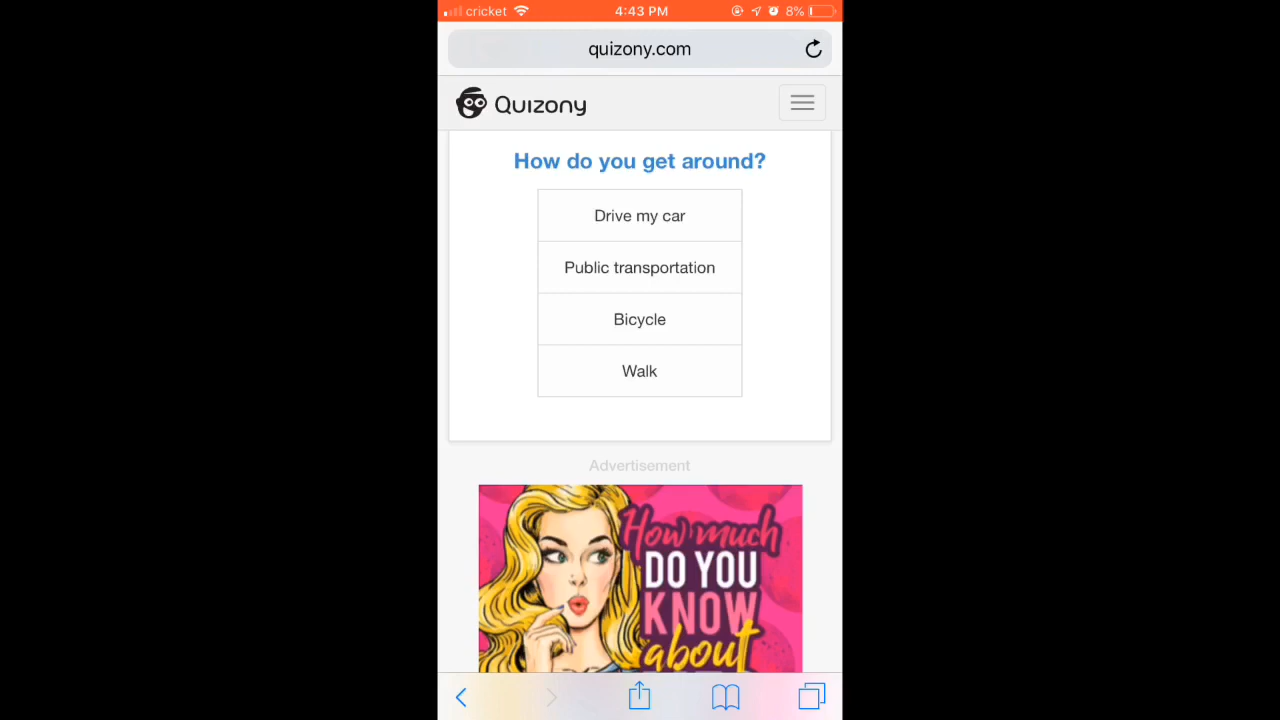 cricket 4:43 PM 8%
quizony.com
Quizony
How do you get around?
Drive my car
Public transportation
Bicycle
Walk
Advertisement
How much
DO YOU
KNOW
about